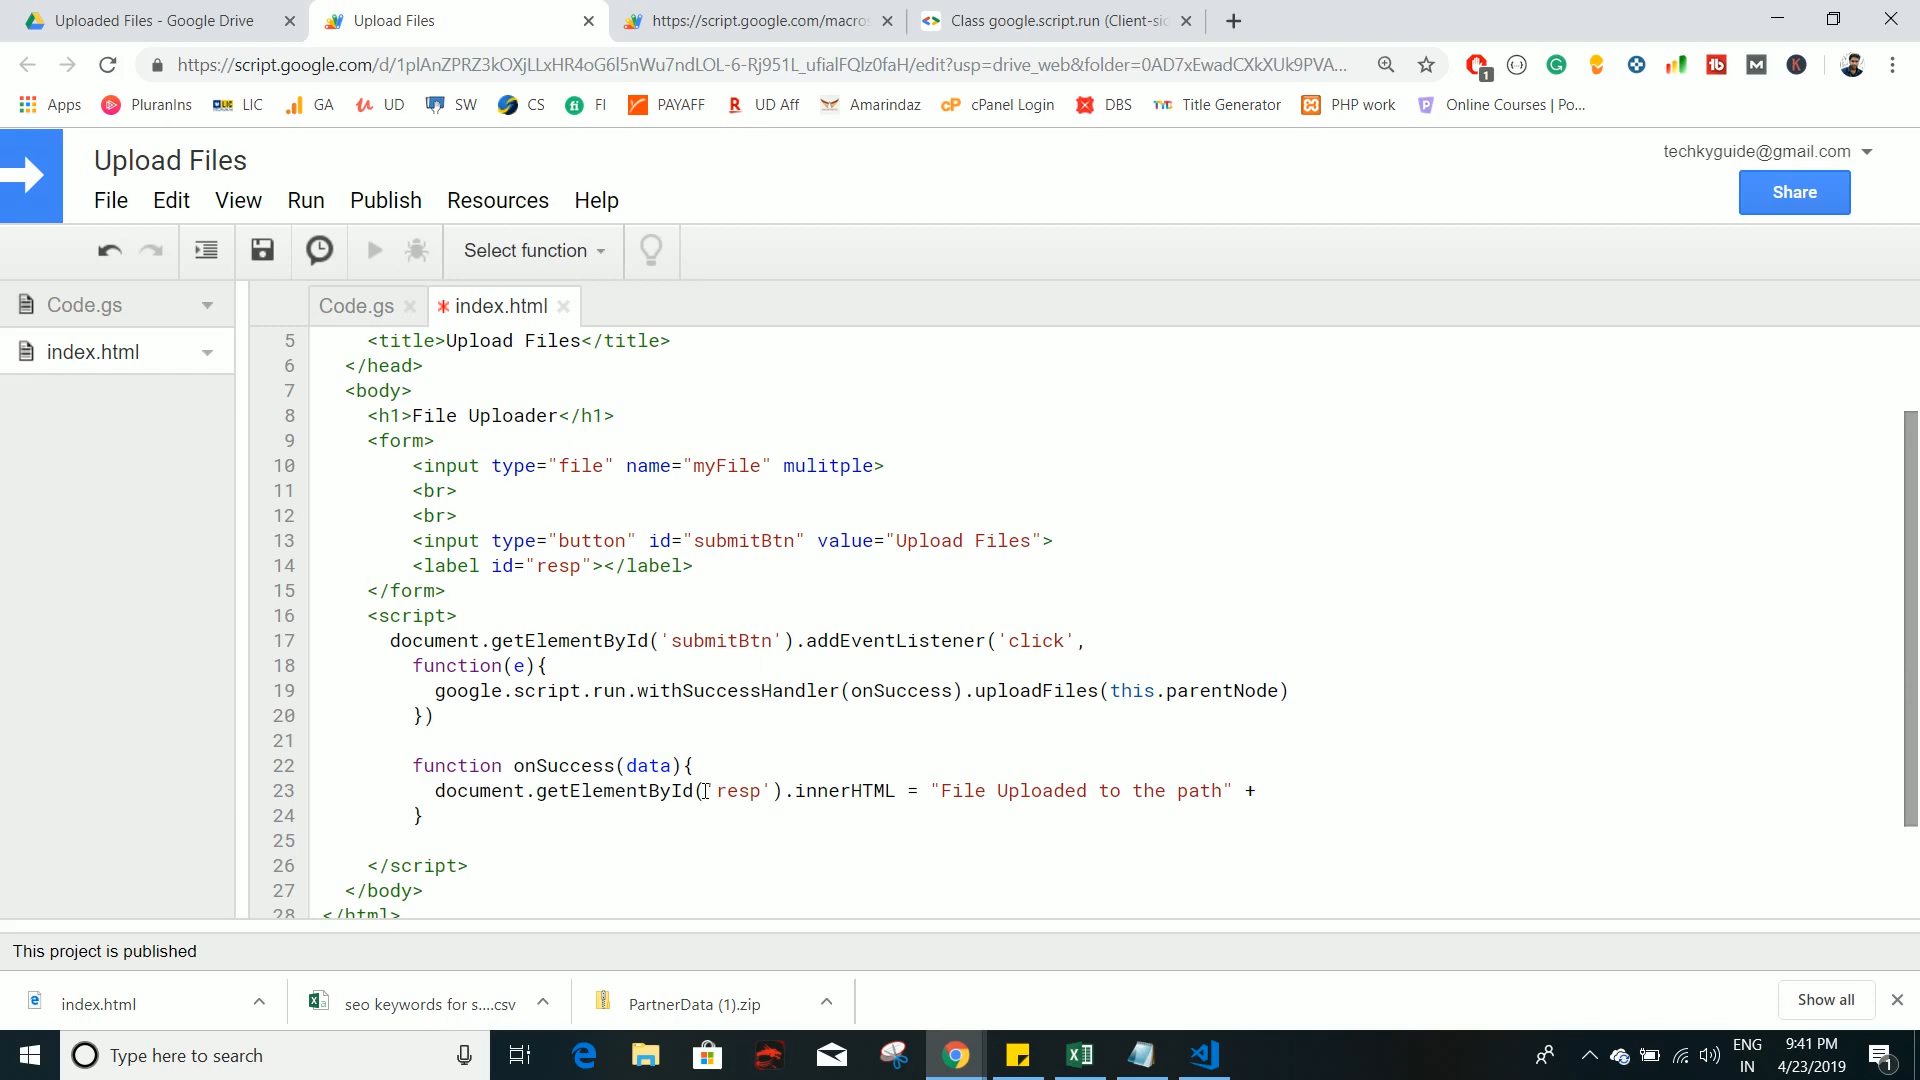 Uploaded Files - Google Drive
Upload Files
https://script.google.com/macros
Class google.script.run (Client-sid
https://script.google.com/d/1plAnZPRZ3kOXjLLxHR4oG6l5nWu7ndLOL-6-Rj951L_ufialFQlz0faH/edit?usp=drive_web&folder=0AD7xEwadCXkXUk9PVA...
1
Apps
PluranIns
LIC
GA
UD
SW
CS
FI
PAYAFF
UD Aff
Amarindaz
cPanel Login
DBS
Title Generator
PHP work
Online Courses | Po...
Upload Files
techkyguide@gmail.com
File Edit View Run Publish Resources Help
Share
Select function
Code.gs
index.html
Code.gs
* index.html
5 <title>Upload Files</title>
6 </head>
7 <body>
8 <h1>File Uploader</h1>
9 <form>
10 <input type="file" name="myFile" mulitple>
11 <br>
12 <br>
13 <input type="button" id="submitBtn" value="Upload Files">
14 <label id="resp"></label>
15 </form>
16 <script>
17 document.getElementById('submitBtn').addEventListener('click',
18 function(e){
19 google.script.run.withSuccessHandler(onSuccess).uploadFiles(this.parentNode)
20 })
21
22 function onSuccess(data){
23 document.getElementById('resp').innerHTML = "File Uploaded to the path" +
24 }
25
26 </script>
27 </body>
28 </html>
This project is published
index.html
seo keywords for s....csv
PartnerData (1).zip
Show all
Type here to search
ENG
IN
9:41 PM
4/23/2019
1